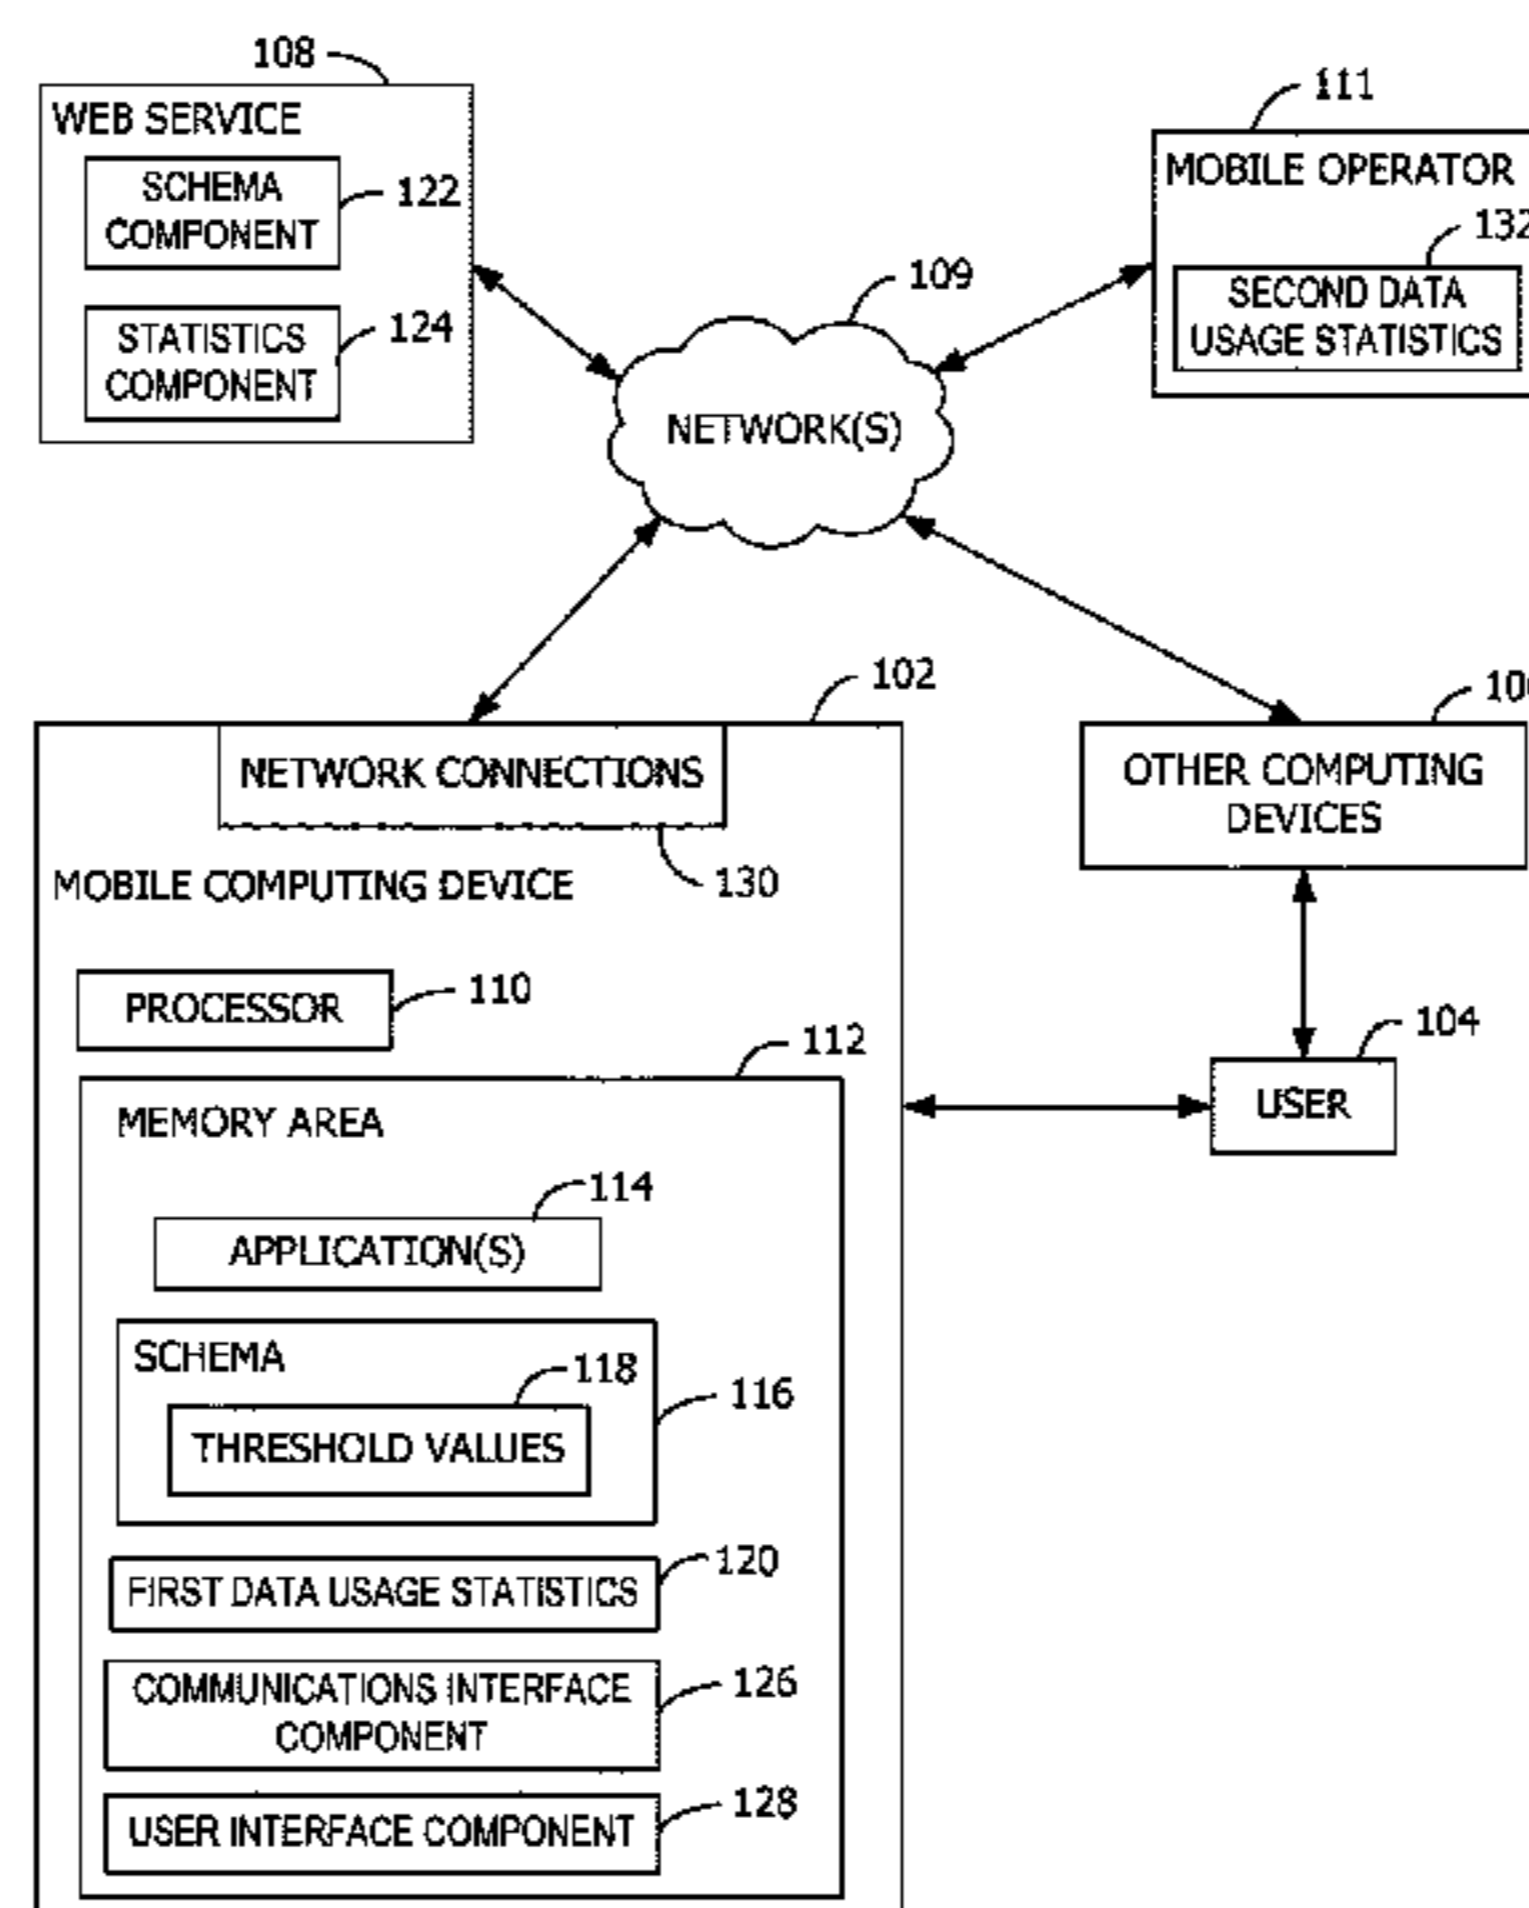 108
WEB SERVICE
SCHEMA
COMPONENT
122
STATISTICS
COMPONENT
124
111
MOBILE OPERATOR
132
SECOND DATA
USAGE STATISTICS
109
NETWORK(S)
102
NETWORK CONNECTIONS
130
MOBILE COMPUTING DEVICE
PROCESSOR
110
112
MEMORY AREA
114
APPLICATION(S)
SCHEMA
118
THRESHOLD VALUES
116
120
FIRST DATA USAGE STATISTICS
COMMUNICATIONS INTERFACE
COMPONENT
126
USER INTERFACE COMPONENT
128
OTHER COMPUTING
DEVICES
104
USER